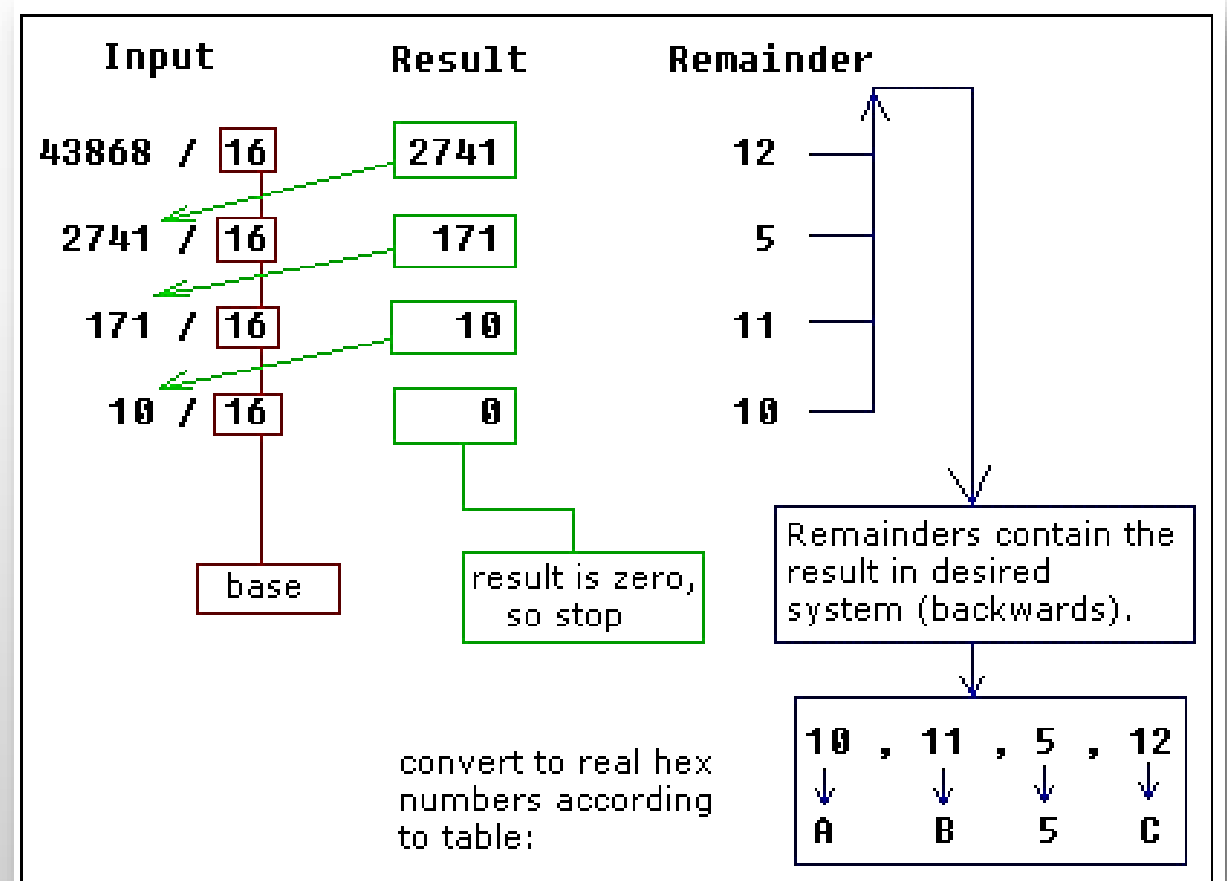 Input Result Remainder
43868 / 16 2741 12
2741 / 16 171 5
171 / 16 10 11
10 / 16 0 10
base
result is zero,
so stop
Remainders contain the
result in desired
system (backwards).
convert to real hex
numbers according
to table:
10 , 11 , 5 , 12
A B 5 C